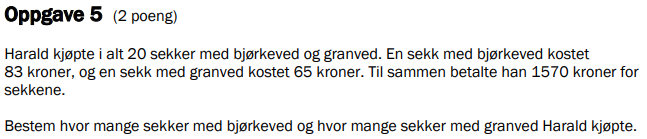 Oppgave 5 (2 poeng)
Harald kjøpte i alt 20 sekker med bjørkeved og granved. En sekk med bjørkeved kostet
83 kroner, og en sekk med granved kostet 65 kroner. Til sammen betalte han 1570 kroner for
sekkene.
Bestem hvor mange sekker med bjørkeved og hvor mange sekker med granved Harald kjøpte.